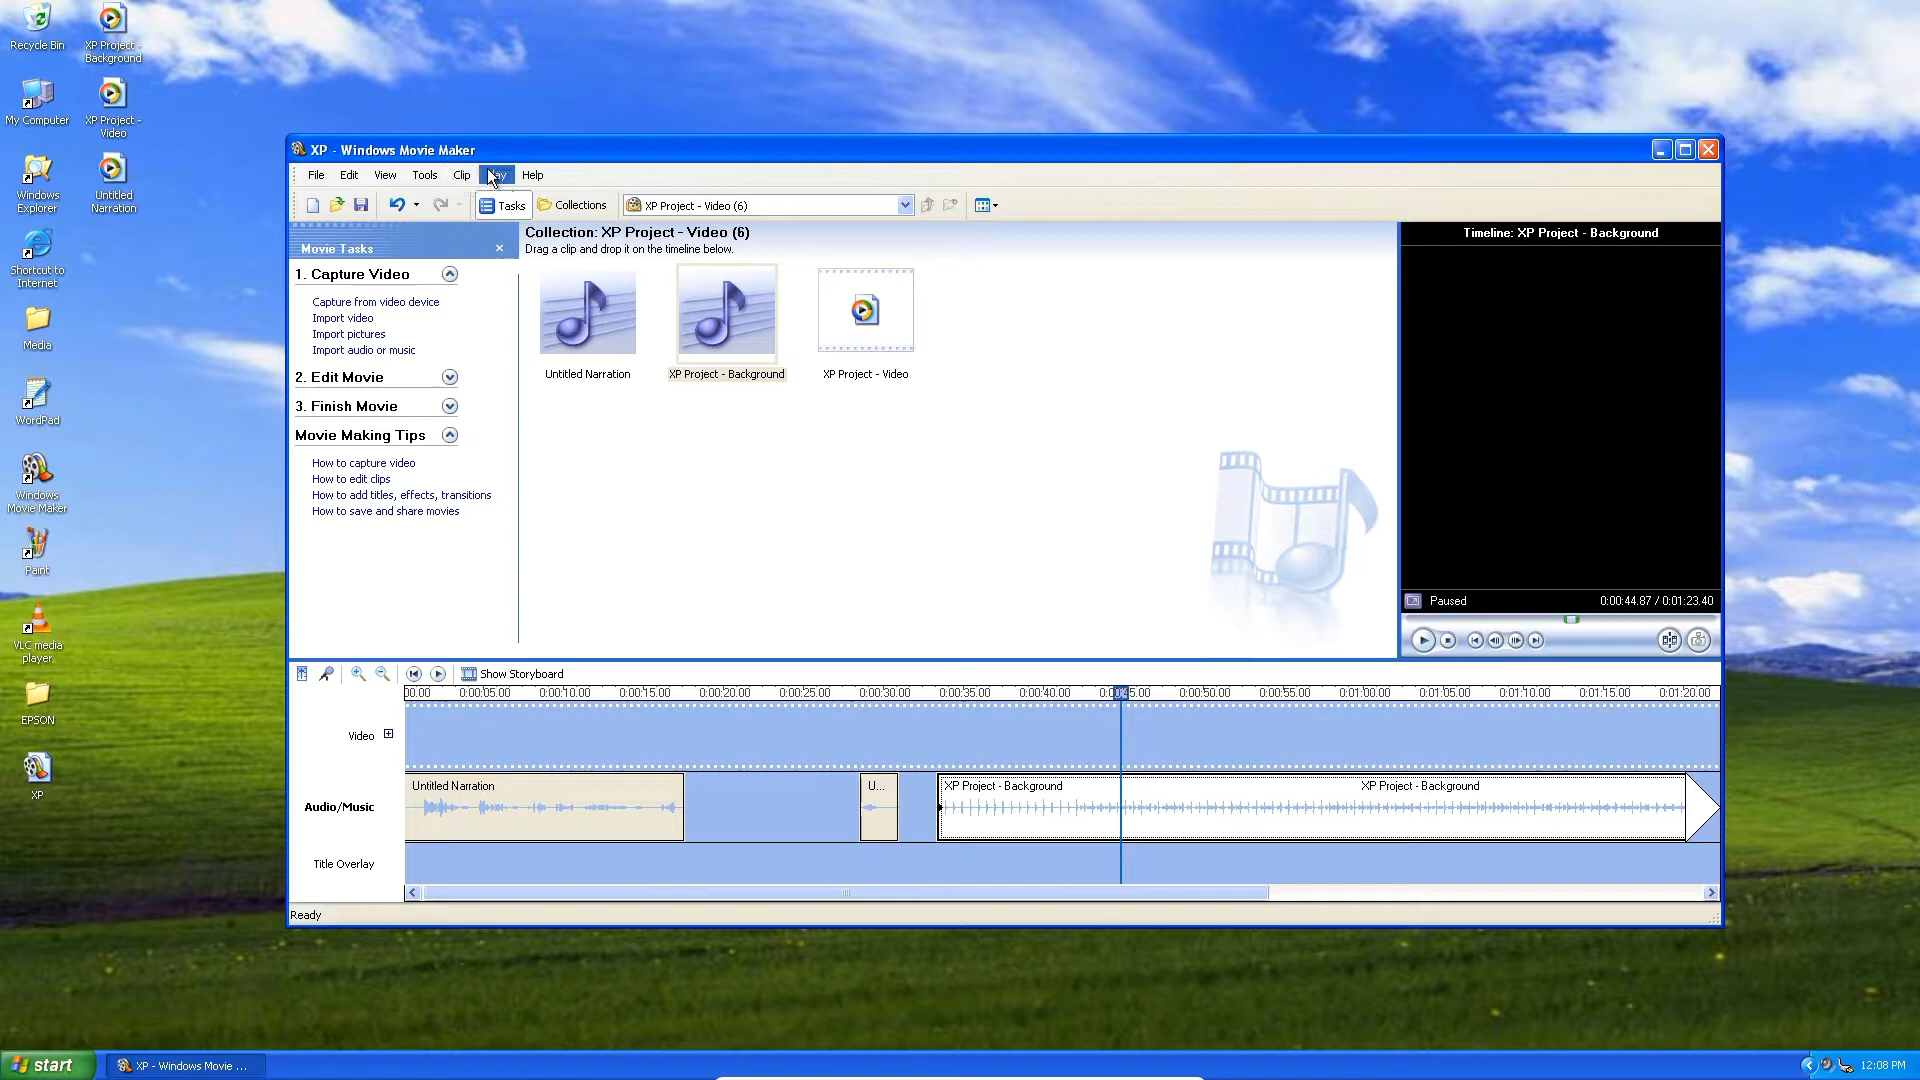 Recycle Bin
XP Project -
Background
My Computer
XP Project -
Video
Windows
Explorer
Untitled
Narration
Shortcut to
Internet
Media
WordPad
Windows
Movie Maker
Paint
VLC media
player
EPSON
XP
XP - Windows Movie Maker
File Edit View Tools Clip Help
Tasks Collections XP Project - Video (6)
Movie Tasks
1. Capture Video
Capture from video device
Import video
Import pictures
Import audio or music
2. Edit Movie
3. Finish Movie
Movie Making Tips
How to capture video
How to edit clips
How to add titles, effects, transitions
How to save and share movies
Collection: XP Project - Video (6)
Drag a clip and drop it on the timeline below.
Untitled Narration
XP Project - Background
XP Project - Video
Timeline: XP Project - Background
Paused 0:00:44.87 / 0:01:23.40
Show Storyboard
00.00 0:00:05.00 0:00:10.00 0:00:15.00 0:00:20.00 0:00:25.00 0:00:30.00 0:00:35.00 0:00:40.00 0:00:50.00 0:00:55.00 0:01:00.00 0:01:05.00 0:01:10.00 0:01:15.00 0:01:20.00
Video
Audio/Music
Untitled Narration U... XP Project - Background XP Project - Background
Title Overlay
Ready
start XP - Windows Movie ... 12:08 PM